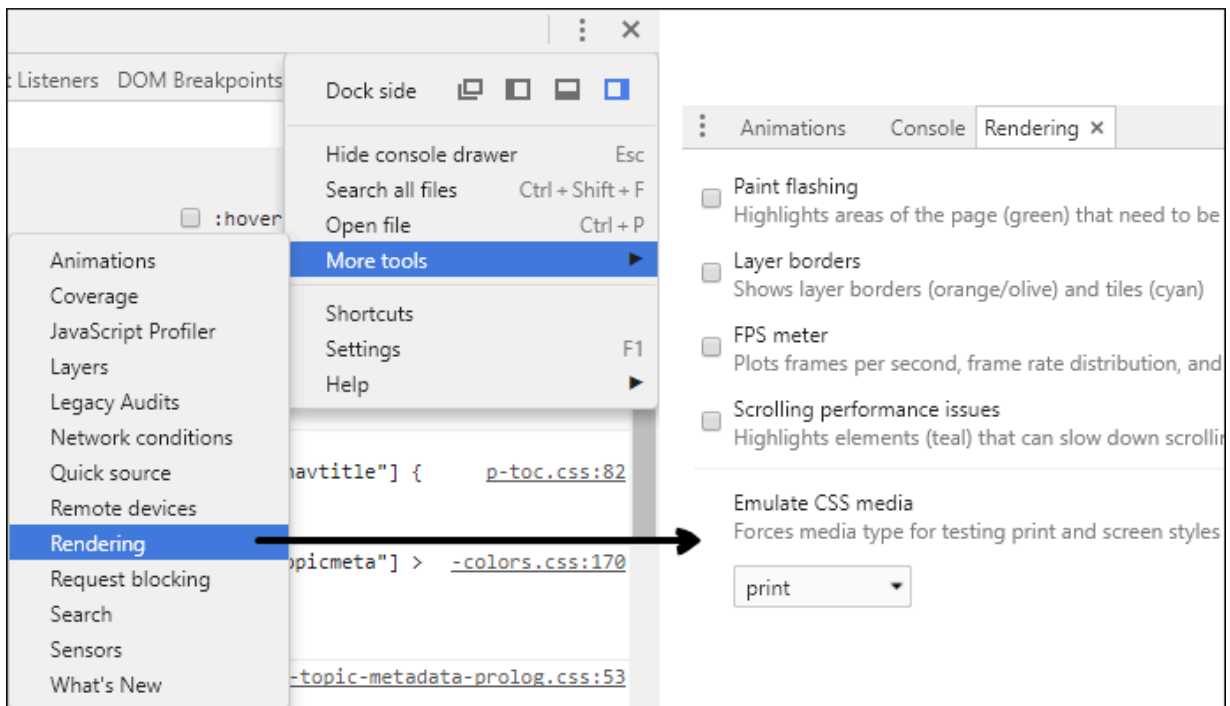 t Listeners DOM Breakpoints
Dock side
Hide console drawer Esc
Search all files Ctrl + Shift + F
:hover
Open file Ctrl + P
More tools
Shortcuts
Settings F1
Help
Animations
Coverage
JavaScript Profiler
Layers
Legacy Audits
Network conditions
Quick source
Remote devices
Rendering
Request blocking
Search
Sensors
What's New
navtitle"] { p-toc.css:82
opicmeta"] > -colors.css:170
-topic-metadata-prolog.css:53
Animations Console Rendering ×
Paint flashing
Highlights areas of the page (green) that need to be
Layer borders
Shows layer borders (orange/olive) and tiles (cyan)
FPS meter
Plots frames per second, frame rate distribution, and
Scrolling performance issues
Highlights elements (teal) that can slow down scrollin
Emulate CSS media
Forces media type for testing print and screen styles
print